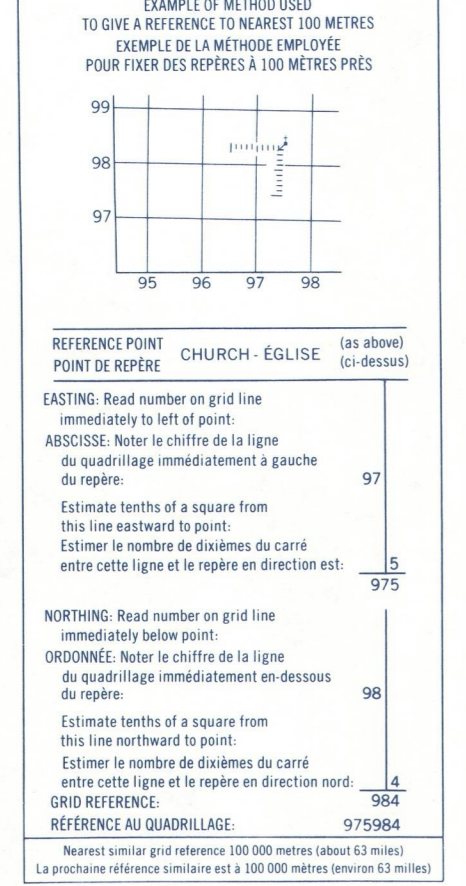 EXAMPLE OF METHOD USED
TO GIVE A REFERENCE TO NEAREST 100 METRES
EXEMPLE DE LA MÉTHODE EMPLOYÉE
POUR FIXER DES REPÈRES À 100 MÈTRES PRÈS
99
98
97
95 96 97 98
REFERENCE POINT
POINT DE REPÈRE
CHURCH - ÉGLISE
(as above)
(ci-dessus)
EASTING: Read number on grid line
immediately to left of point:
ABSCISSE: Noter le chiffre de la ligne
du quadrillage immédiatement à gauche
du repère: 97
Estimate tenths of a square from
this line eastward to point:
Estimer le nombre de dixièmes du carré
entre cette ligne et le repère en direction est: 5
975
NORTHING: Read number on grid line
immediately below point:
ORDONNÉE: Noter le chiffre de la ligne
du quadrillage immédiatement en-dessous
du repère: 98
Estimate tenths of a square from
this line northward to point:
Estimer le nombre de dixièmes du carré
entre cette ligne et le repère en direction nord: 4
GRID REFERENCE: 984
RÉFÉRENCE AU QUADRILLAGE: 975984
Nearest similar grid reference 100 000 metres (about 63 miles)
La prochaine référence similaire est à 100 000 mètres (environ 63 milles)